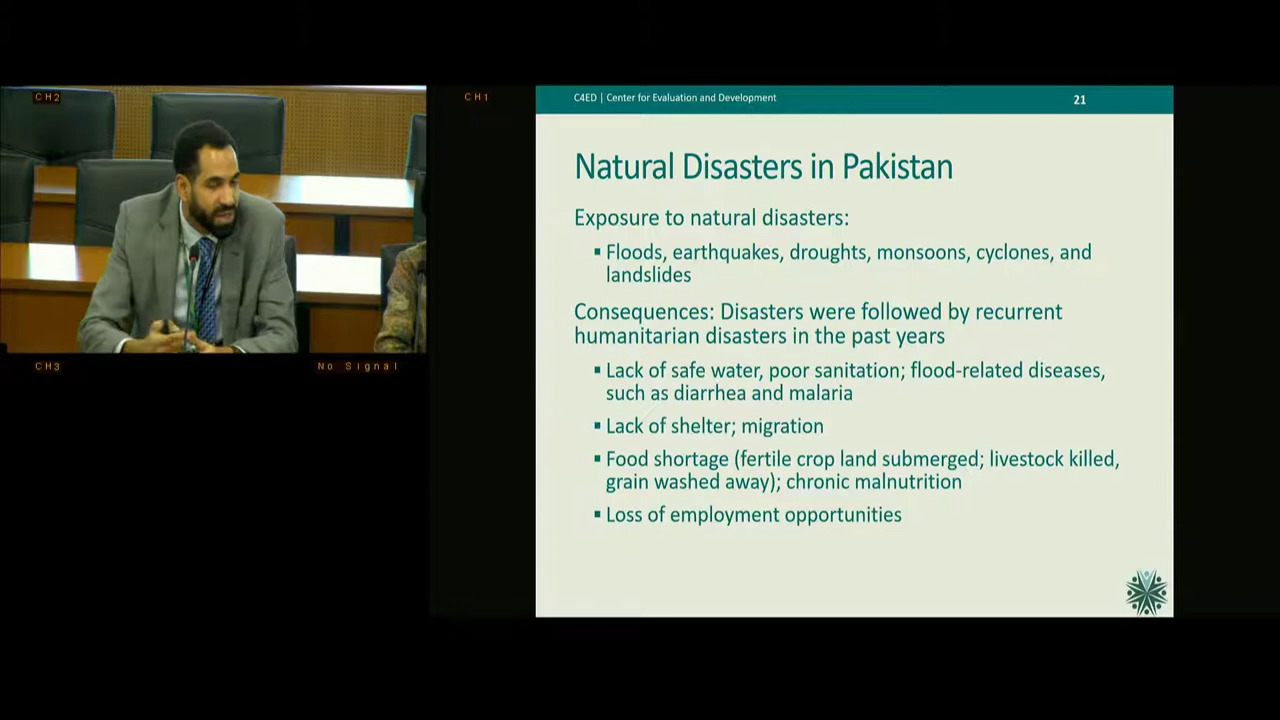 CH2
CH1
C4ED | Center for Evaluation and Development
21
Natural Disasters in Pakistan
Exposure to natural disasters:
▪ Floods, earthquakes, droughts, monsoons, cyclones, and
landslides
Consequences: Disasters were followed by recurrent
humanitarian disasters in the past years
▪ Lack of safe water, poor sanitation; flood-related diseases,
such as diarrhea and malaria
▪ Lack of shelter; migration
▪ Food shortage (fertile crop land submerged; livestock killed,
grain washed away); chronic malnutrition
▪ Loss of employment opportunities
CH3
No Signal